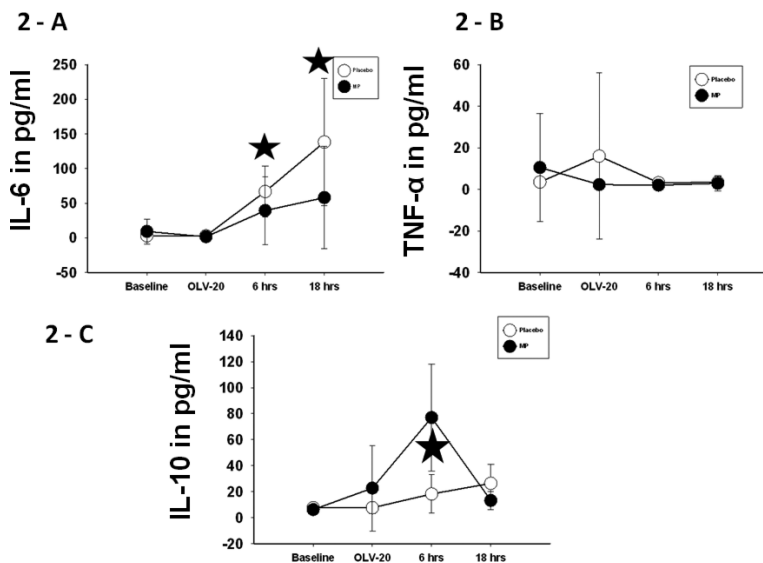 2 - A
IL-6 in pg/ml
250
200
150
100
50
0
-50
Placebo
MP
Baseline OLV-20 6 hrs 18 hrs
2 - B
TNF-α in pg/ml
60
40
20
0
-20
-40
Placebo
MP
Baseline OLV-20 6 hrs 18 hrs
2 - C
IL-10 in pg/ml
140
120
100
80
60
40
20
0
-20
Placebo
MP
Baseline OLV-20 6 hrs 18 hrs